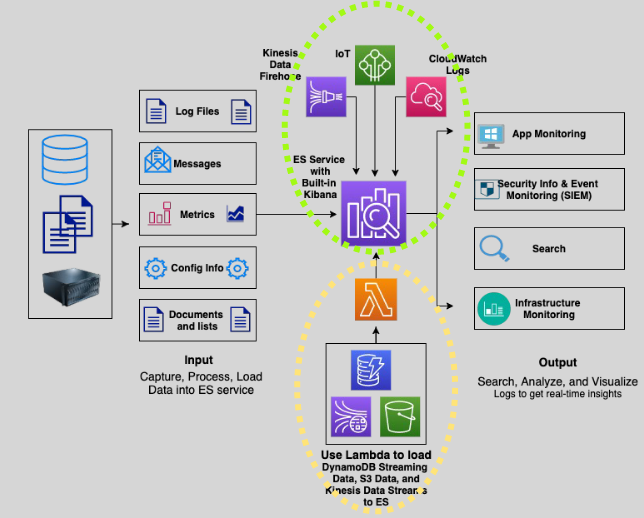 Kinesis
Data
Firehose
IoT
CloudWatch
Logs
Log Files
Messages
Metrics
Config Info
Documents
and lists
Input
Capture, Process, Load
Data into ES service
ES Service
with
Built-in
Kibana
Use Lambda to load
DynamoDB Streaming
Data, S3 Data, and
Kinesis Data Streams
to ES
App Monitoring
Security Info & Event
Monitoring (SIEM)
Search
Infrastructure
Monitoring
Output
Search, Analyze, and Visualize
Logs to get real-time insights